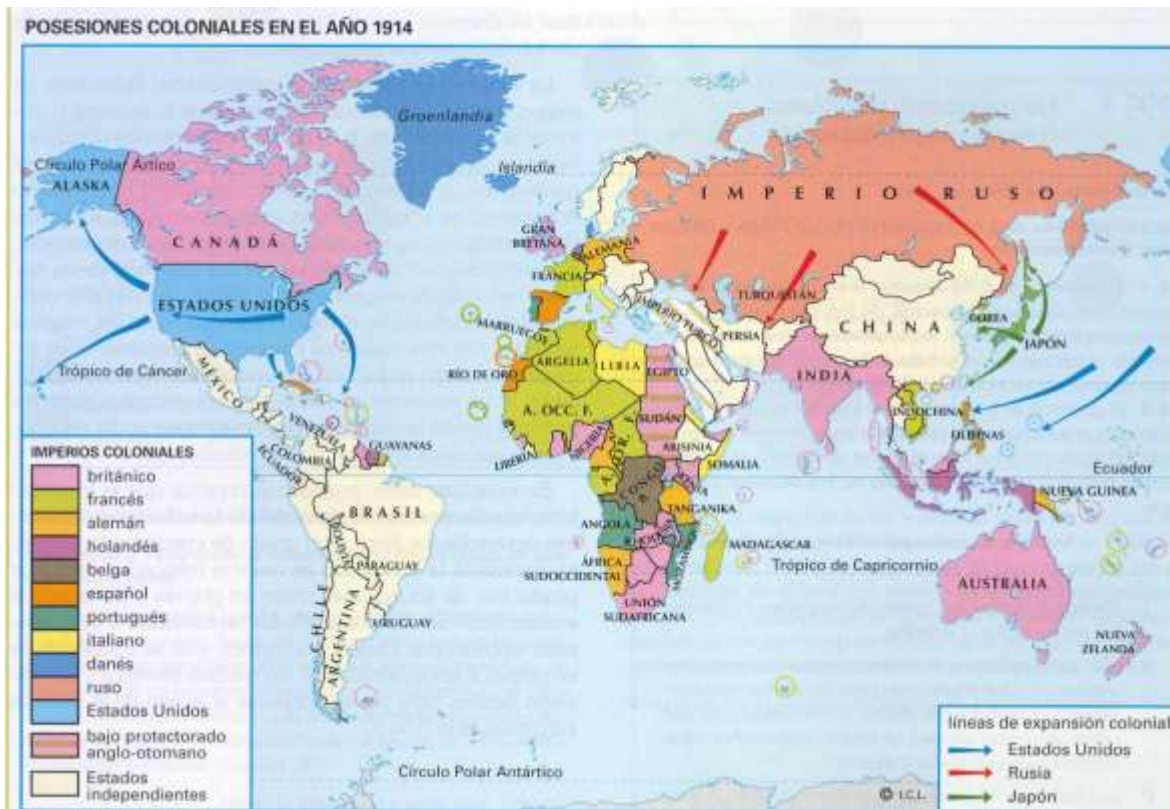 POSESIONES COLONIALES EN EL AÑO 1914
Groenlandia
Islandia
Círculo Polar Ártico
ALASKA
CANADÁ
ESTADOS UNIDOS
Trópico de Cáncer
MÉXICO
VENEZUELA
GUAYANAS
COLOMBIA
ECUADOR
BRASIL
PARAGUAY
URUGUAY
CHILE
ARGENTINA
GRAN
BRETAÑA
ALEMANIA
FRANCIA
IMPERIO RUSO
TURQUISTÁN
IMPERIO TURCO
PERSIA
CHINA
COREA
JAPÓN
INDIA
INDOCHINA
FILIPINAS
Ecuador
NUEVA GUINEA
MARRUECOS
ARGELIA
LIBIA
EGIPTO
RÍO DE ORO
A. OCC. F.
SUDÁN
NIGERIA
LIBERIA
ABISINIA
SOMALIA
CONGO
B.
TANGANIKA
ANGOLA
MADAGASCAR
ÁFRICA
SUDOCCIDENTAL
UNIÓN
SUDAFRICANA
Trópico de Capricornio
AUSTRALIA
NUEVA
ZELANDA
Círculo Polar Antártico
IMPERIOS COLONIALES
británico
francés
alemán
holandés
belga
español
portugués
italiano
danés
ruso
Estados Unidos
bajo protectorado
anglo-otomano
Estados
independientes
© I.C.L.
líneas de expansión colonial
Estados Unidos
Rusia
Japón